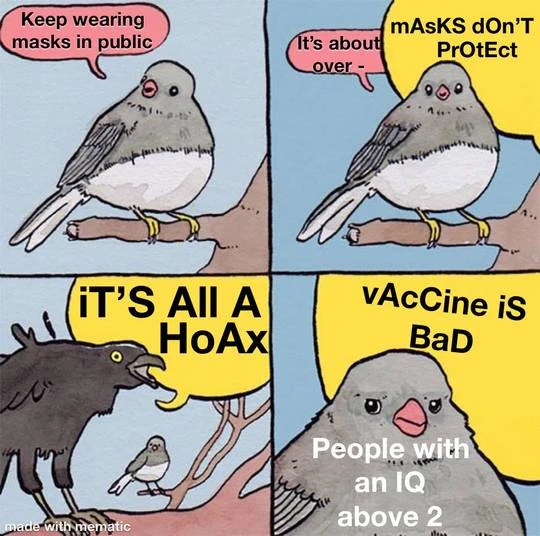 Keep wearing
masks in public
It's about
over -
mAsKS dOn'T
PrOtEct
iT'S All A
HoAx
vAcCine iS
BaD
People with
an IQ
above 2
made with mematic